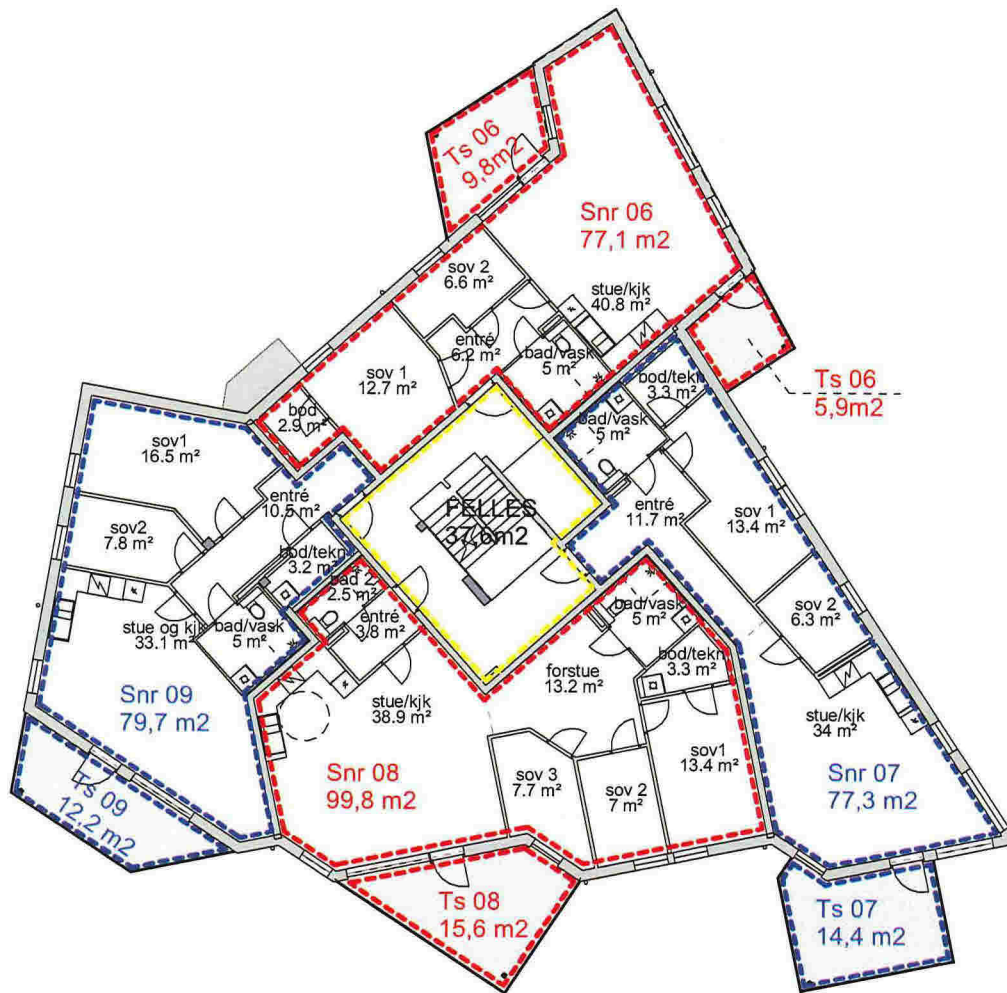 Ts 06
9,8m2
Snr 06
77,1 m2
sov 2
6.6 m²
stue/kjk
40.8 m²
entré
6.2 m²
bad/vask
5 m²
sov 1
12.7 m²
bod
2.9 m²
Ts 06
5,9m2
bod/tekn
3.3 m²
bad/vask
5 m²
entré
11.7 m²
sov 1
13.4 m²
sov 2
6.3 m²
stue/kjk
34 m²
Snr 07
77,3 m2
Ts 07
14,4 m2
FELLES
37,6m2
sov1
16.5 m²
entré
10.5 m²
sov2
7.8 m²
bod/tekn
3.2 m²
stue og kjk
33.1 m²
bad/vask
5 m²
Snr 09
79,7 m2
Ts 09
12,2 m2
bad 2
2.5 m²
entré
3.8 m²
stue/kjk
38.9 m²
forstue
13.2 m²
bad/vask
5 m²
bod/tekn
3.3 m²
Snr 08
99,8 m2
sov 3
7.7 m²
sov 2
7 m²
sov1
13.4 m²
Ts 08
15,6 m2